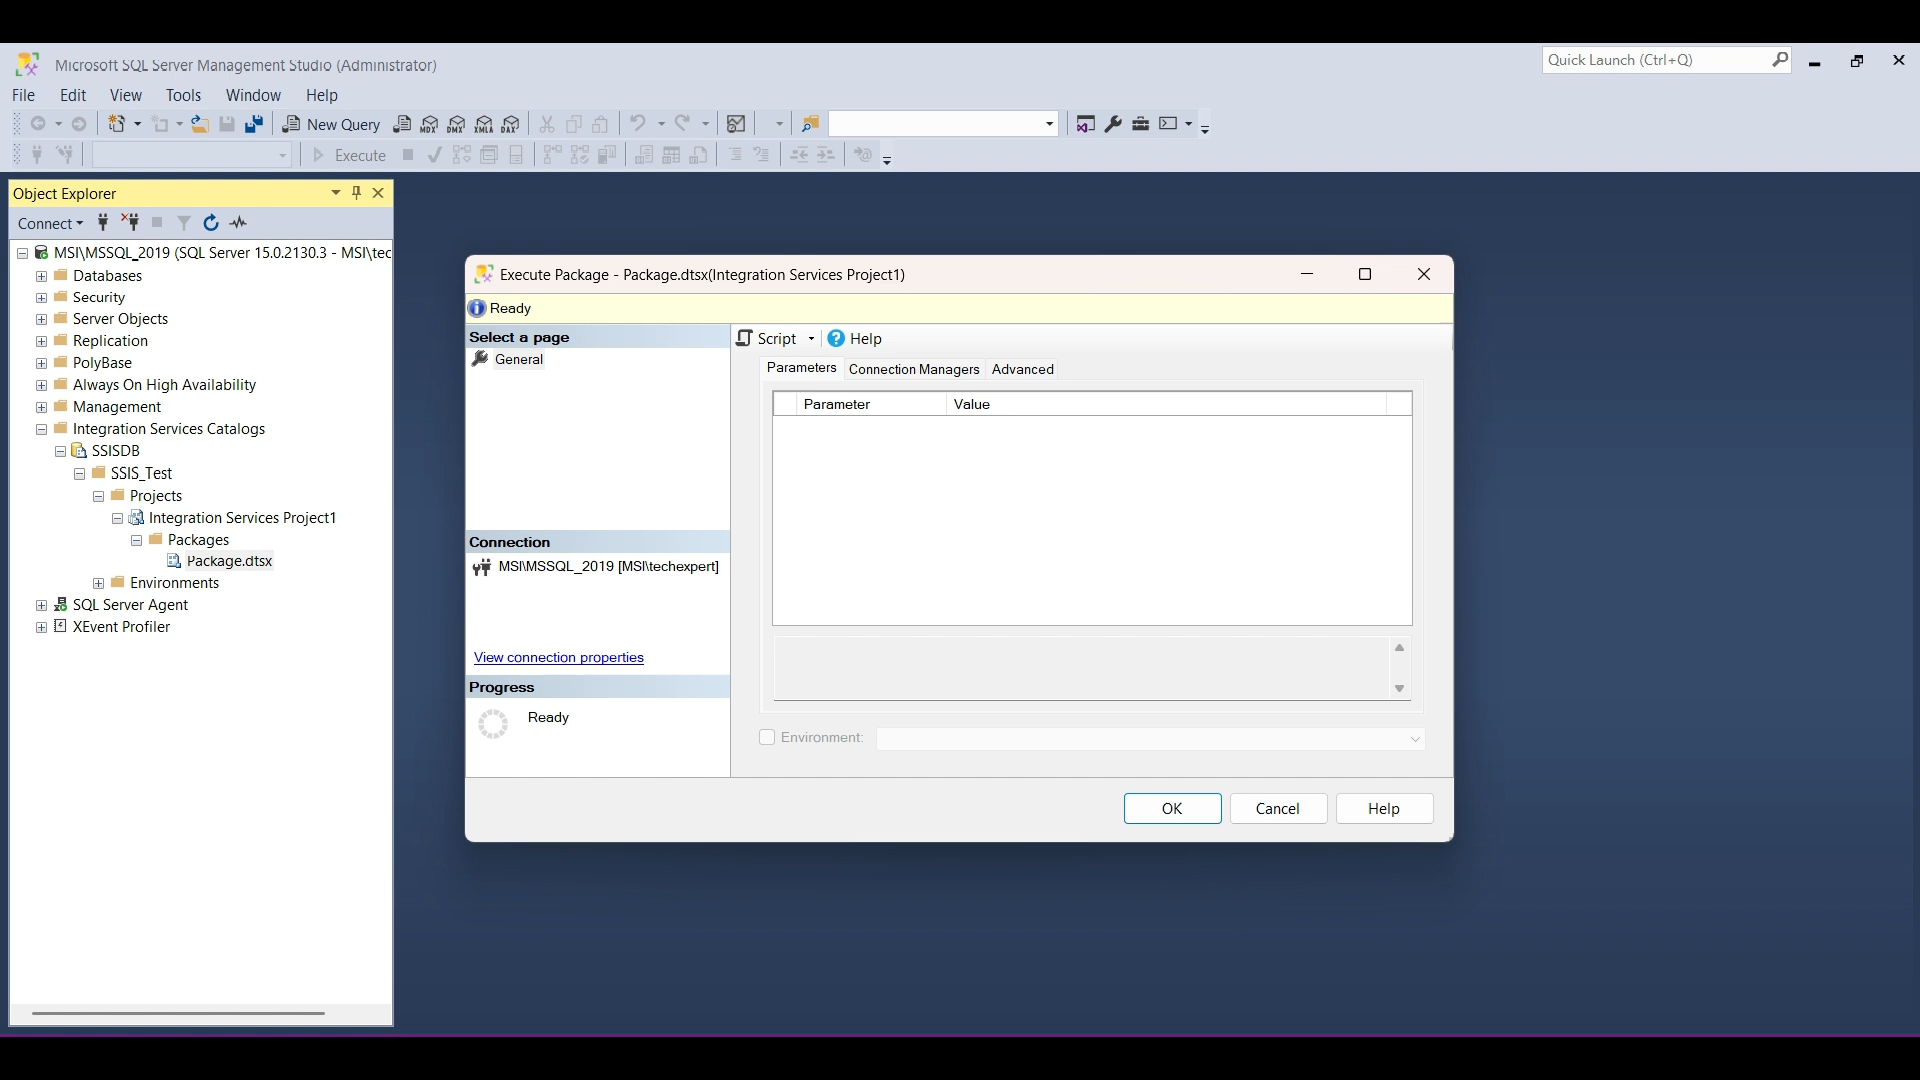 Microsoft SQL Server Management Studio (Administrator)
Quick Launch (Ctrl+Q)
File Edit View Tools Window Help
New Query MDX DMX XMLA DAX
Execute
Object Explorer
Connect
MSI\MSSQL_2019 (SQL Server 15.0.2130.3 - MSI\tec
Databases
Security
Server Objects
Replication
PolyBase
Always On High Availability
Management
Integration Services Catalogs
SSISDB
SSIS_Test
Projects
Integration Services Project1
Packages
Package.dtsx
Environments
SQL Server Agent
XEvent Profiler
Execute Package - Package.dtsx(Integration Services Project1)
Ready
Select a page
General
Connection
MSI\MSSQL_2019 [MSI\techexpert]
View connection properties
Progress
Ready
Script Help
Parameters Connection Managers Advanced
Parameter Value
Environment:
OK Cancel Help